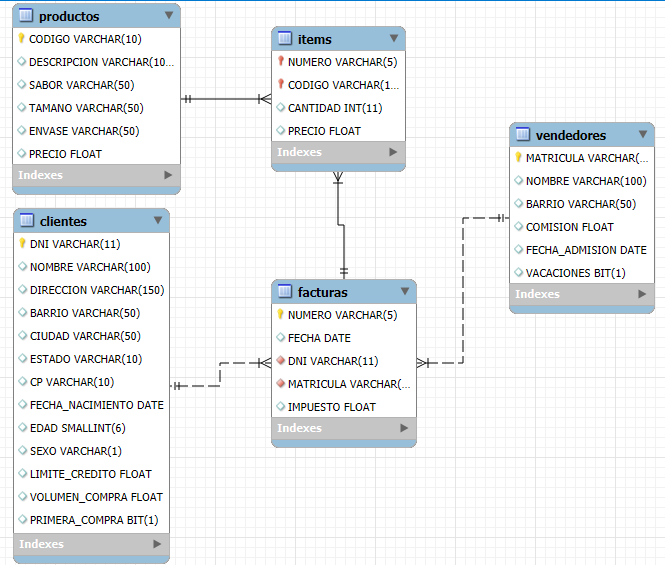 productos
CODIGO VARCHAR(10)
DESCRIPCION VARCHAR(10...
SABOR VARCHAR(50)
TAMANO VARCHAR(50)
ENVASE VARCHAR(50)
PRECIO FLOAT
Indexes
items
NUMERO VARCHAR(5)
CODIGO VARCHAR(1...
CANTIDAD INT(11)
PRECIO FLOAT
Indexes
vendedores
MATRICULA VARCHAR(...
NOMBRE VARCHAR(100)
BARRIO VARCHAR(50)
COMISION FLOAT
FECHA_ADMISION DATE
VACACIONES BIT(1)
Indexes
clientes
DNI VARCHAR(11)
NOMBRE VARCHAR(100)
DIRECCION VARCHAR(150)
BARRIO VARCHAR(50)
CIUDAD VARCHAR(50)
ESTADO VARCHAR(10)
CP VARCHAR(10)
FECHA_NACIMIENTO DATE
EDAD SMALLINT(6)
SEXO VARCHAR(1)
LIMITE_CREDITO FLOAT
VOLUMEN_COMPRA FLOAT
PRIMERA_COMPRA BIT(1)
Indexes
facturas
NUMERO VARCHAR(5)
FECHA DATE
DNI VARCHAR(11)
MATRICULA VARCHAR(...
IMPUESTO FLOAT
Indexes